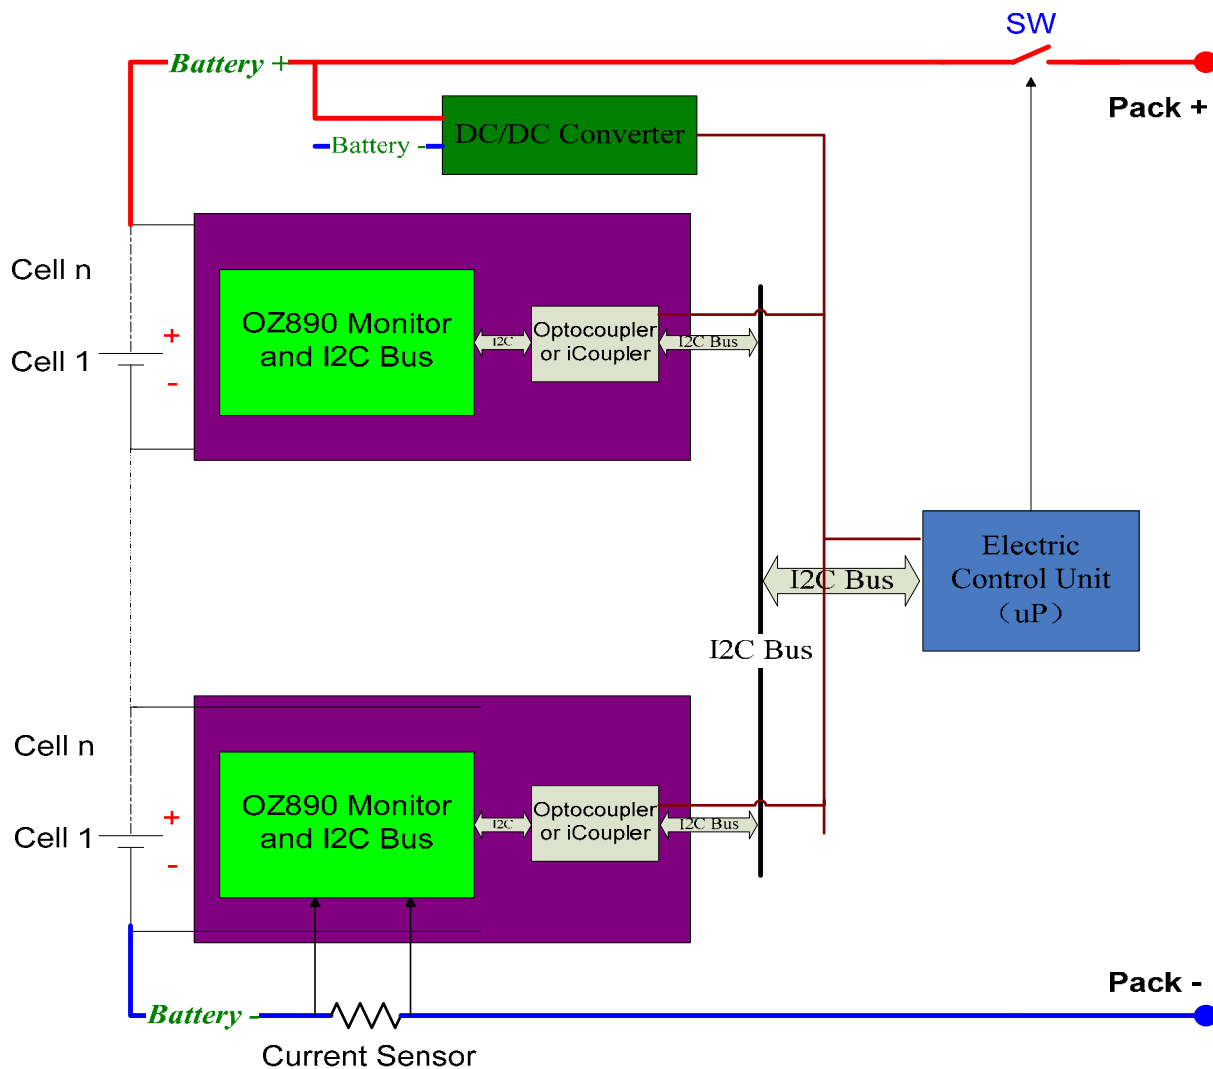 SW
Battery +
Pack +
DC/DC Converter
Battery -
Cell n
OZ890 Monitor
and I2C Bus
I2C
Optocoupler
or iCoupler
I2C Bus
+
Cell 1
-
Electric
Control Unit
（uP）
I2C Bus
I2C Bus
Cell n
OZ890 Monitor
and I2C Bus
I2C
Optocoupler
or iCoupler
I2C Bus
+
Cell 1
-
Pack -
Battery -
Current Sensor